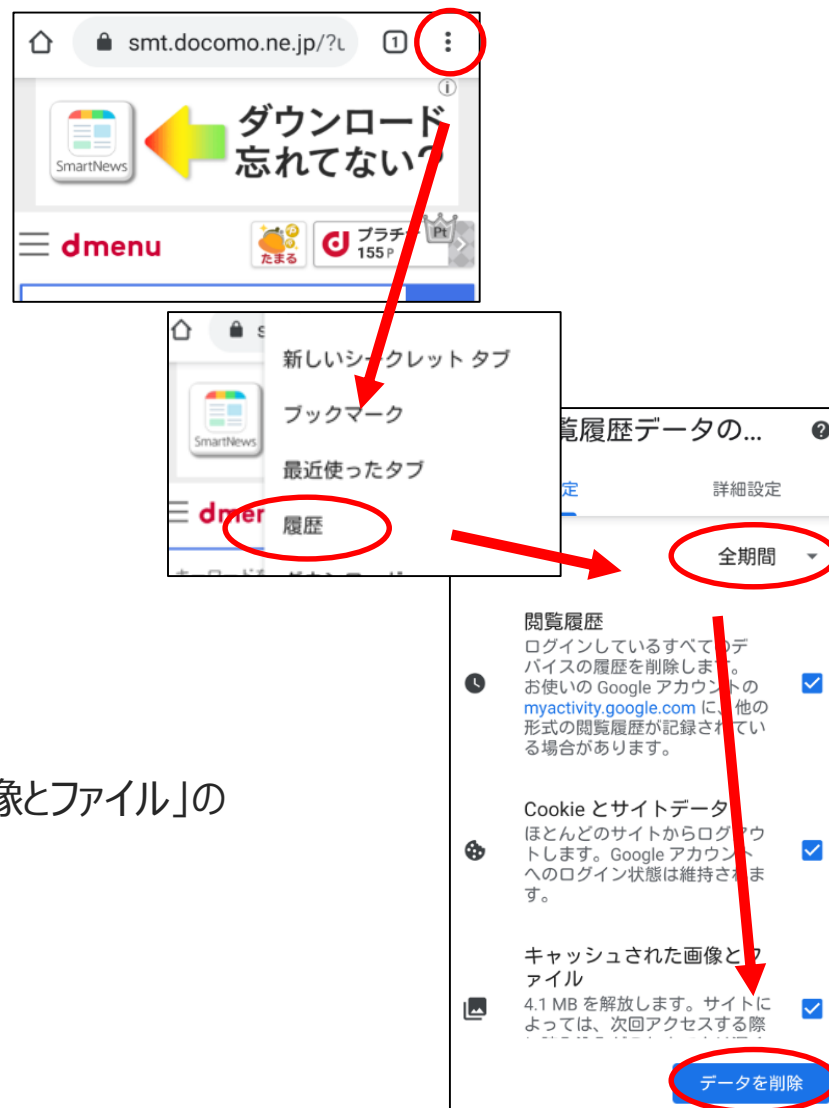 smt.docomo.ne.jp/?
1
SmartNews
ダウンロード
忘れてない?
dmenu
たまる
プラチ
155 P
Pt
SmartNews
新しいシークレット タブ
ブックマーク
最近使ったタブ
履歴
覧履歴データの...
定
詳細設定
全期間
閲覧履歴
ログインしているすべてのデ
バイスの履歴を削除します。
お使いの Google アカウントの
myactivity.google.com に、他の
形式の閲覧履歴が記録されてい
る場合があります。
象とファイル」の
Cookie とサイトデータ
ほとんどのサイトからログアウ
トします。Google アカウント
へのログイン状態は維持されま
す。
キャッシュされた画像とフ
ァイル
4.1 MB を解放します。サイトに
よっては、次回アクセスする際
データを削除